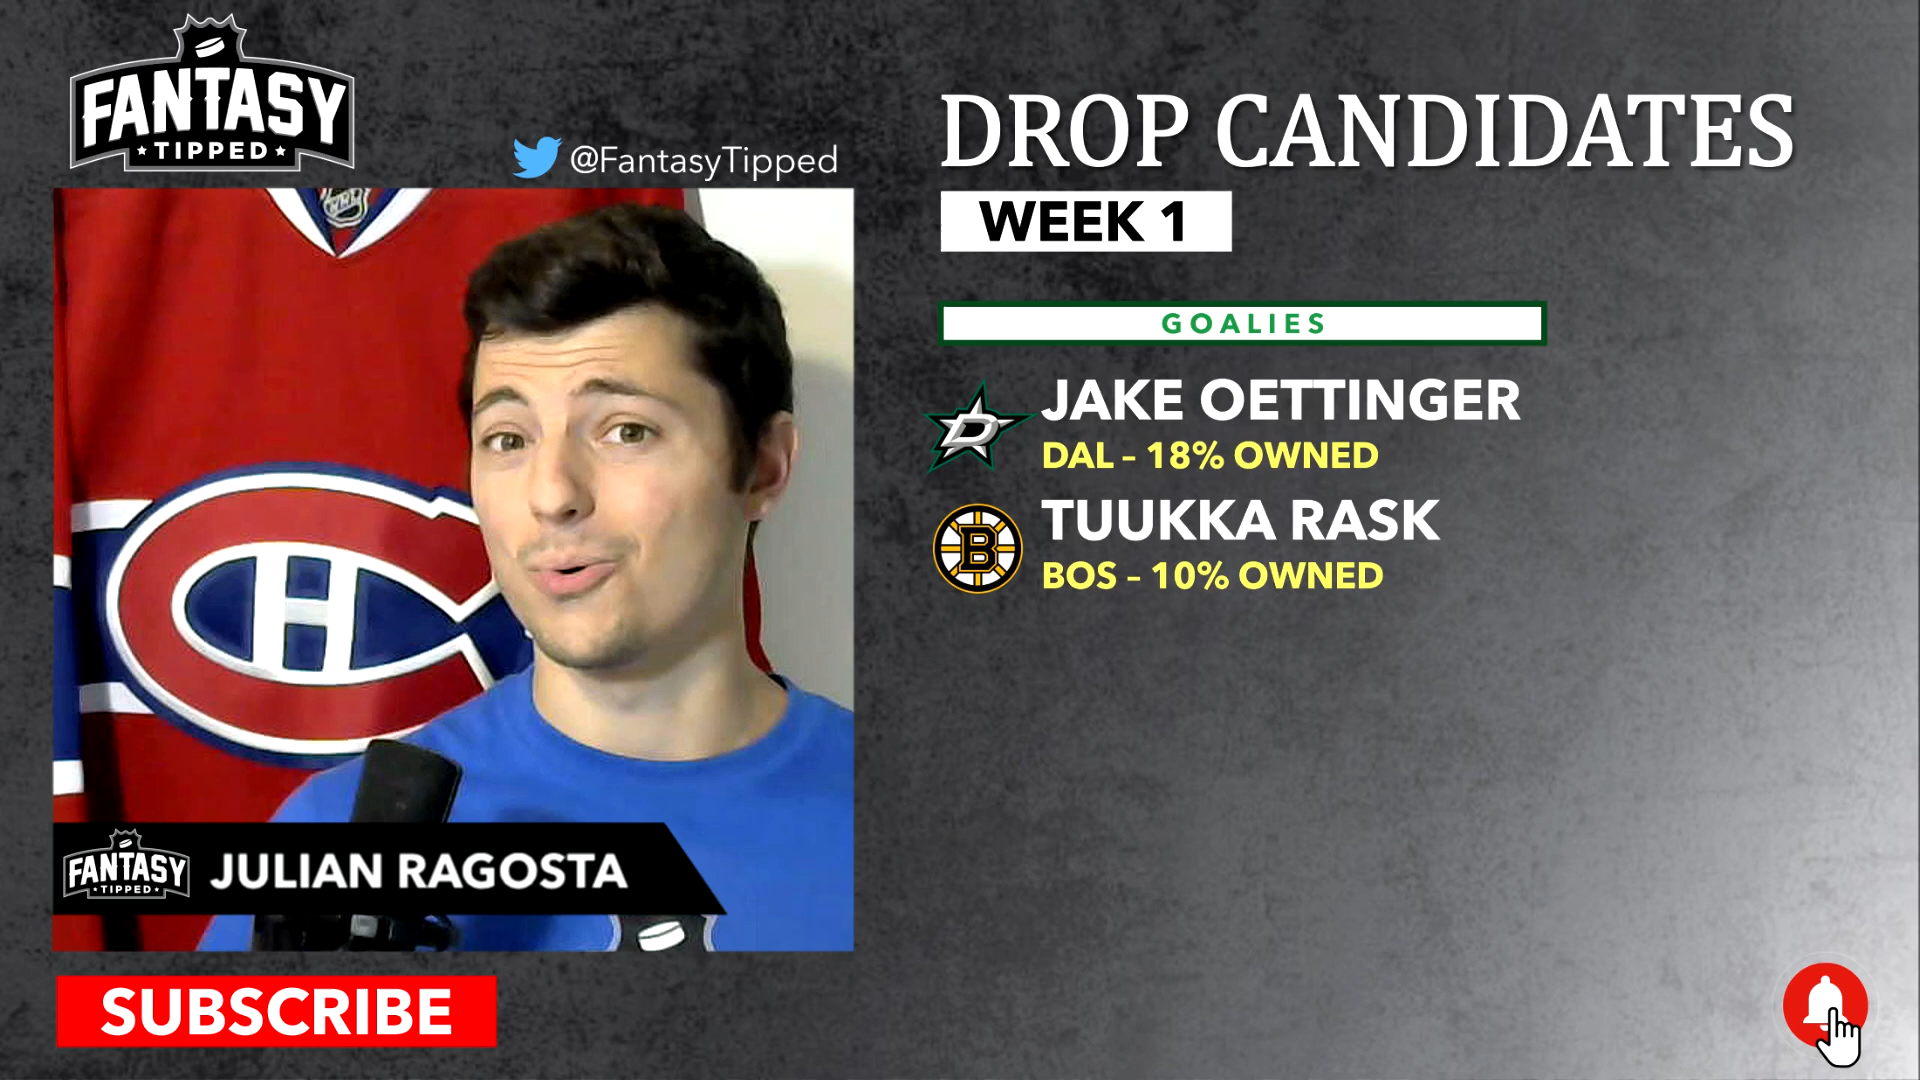 FANTASY
TIPPED
@FantasyTipped
DROP CANDIDATES
WEEK 1
GOALIES
JAKE OETTINGER
DAL – 18% OWNED
TUUKKA RASK
BOS – 10% OWNED
NHL
FANTASY
TIPPED
JULIAN RAGOSTA
SUBSCRIBE